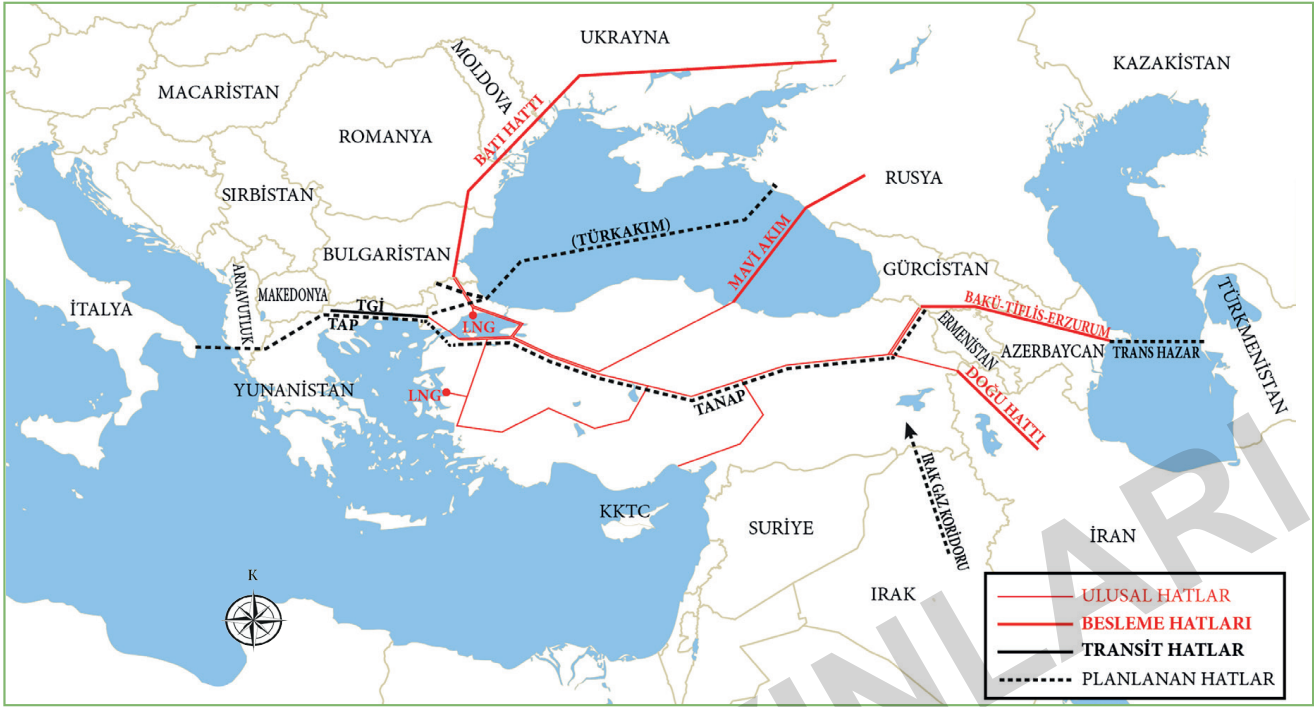 UKRAYNA
KAZAKİSTAN
MOLDOVA
MACARİSTAN
BATI HATTI
ROMANYA
RUSYA
SIRBİSTAN
(TÜRKAKIM)
MAVİ AKIM
BULGARİSTAN
GÜRCİSTAN
ARNAVUTLUK
MAKEDONYA
İTALYA
TGİ
TAP
LNG
BAKÜ-TİFLİS-ERZURUM
ERMENİSTAN
AZERBAYCAN
TRANS HAZAR
TÜRKMENİSTAN
YUNANİSTAN
LNG
TANAP
DOĞU HATTI
IRAK GAZ KORİDORU
KKTC
SURİYE
İRAN
IRAK
K
ULUSAL HATLAR
BESLEME HATLARI
TRANSİT HATLAR
PLANLANAN HATLAR